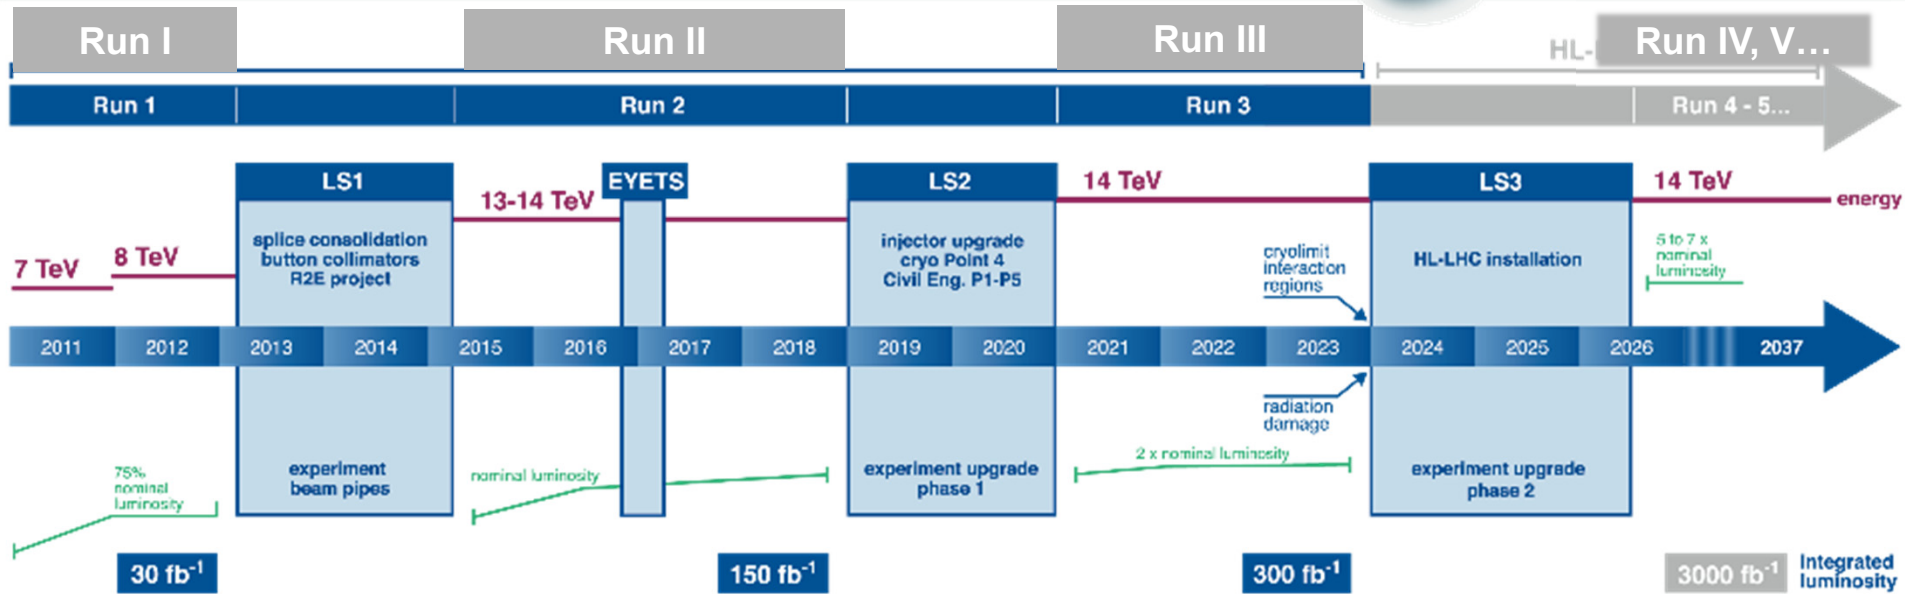 Run I
Run II
Run III
HL-
Run IV, V...
Run 1
Run 2
Run 3
Run 4 - 5...
LS1
EYETS
LS2
LS3
7 TeV
8 TeV
13-14 TeV
14 TeV
14 TeV
energy
splice consolidation
button collimators
R2E project
injector upgrade
cryo Point 4
Civil Eng. P1-P5
cryolimit
interaction
regions
HL-LHC installation
5 to 7 x
nominal
luminosity
2011
2012
2013
2014
2015
2016
2017
2018
2019
2020
2021
2022
2023
2024
2025
2026
2037
radiation
damage
75%
nominal
luminosity
experiment
beam pipes
nominal luminosity
experiment upgrade
phase 1
2 x nominal luminosity
experiment upgrade
phase 2
30 fb-1
150 fb-1
300 fb-1
3000 fb-1
Integrated
luminosity